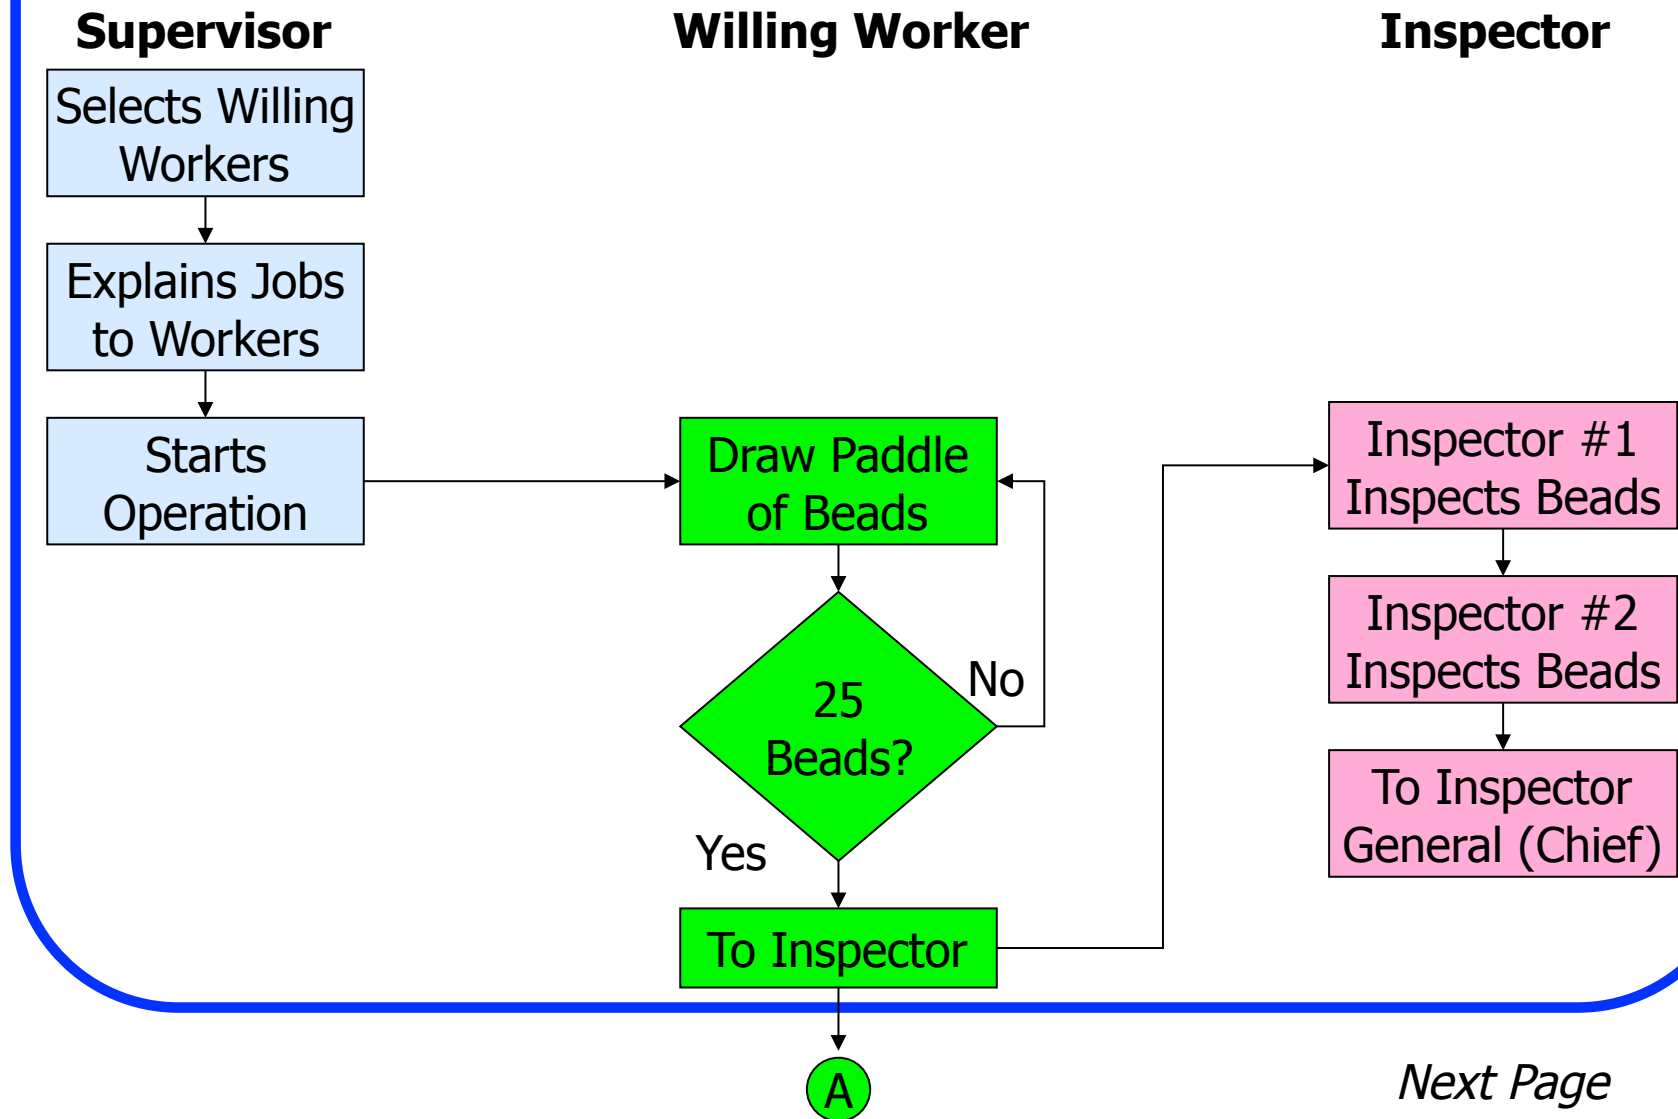 Supervisor
Willing Worker
Inspector
Selects Willing
Workers
Explains Jobs
to Workers
Starts
Operation
Draw Paddle
of Beads
25
Beads?
No
Yes
To Inspector
A
Inspector #1
Inspects Beads
Inspector #2
Inspects Beads
To Inspector
General (Chief)
Next Page